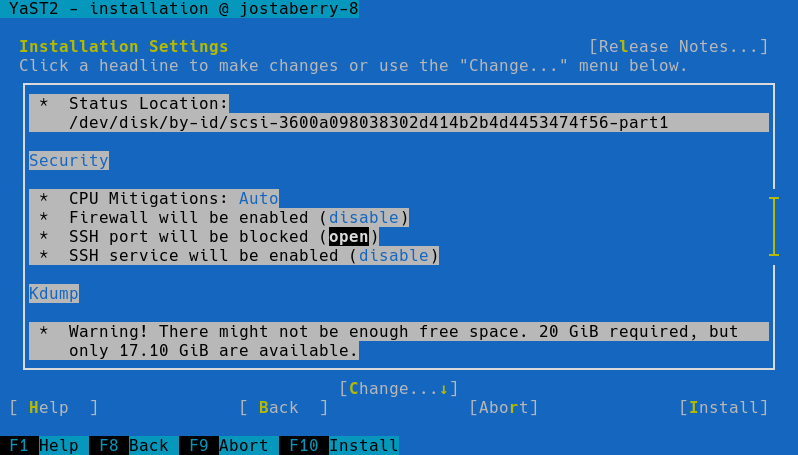 YaST2 - installation @ jostaberry-8
Installation Settings [Release Notes...]
Click a headline to make changes or use the "Change..." menu below.
* Status Location:
/dev/disk/by-id/scsi-3600a098038302d414b2b4d4453474f56-part1
Security
* CPU Mitigations: Auto
* Firewall will be enabled (disable)
* SSH port will be blocked (open)
* SSH service will be enabled (disable)
Kdump
* Warning! There might not be enough free space. 20 GiB required, but
only 17.10 GiB are available.
[Change...↓]
[ Help ] [ Back ] [Abort] [Install]
F1 Help F8 Back F9 Abort F10 Install